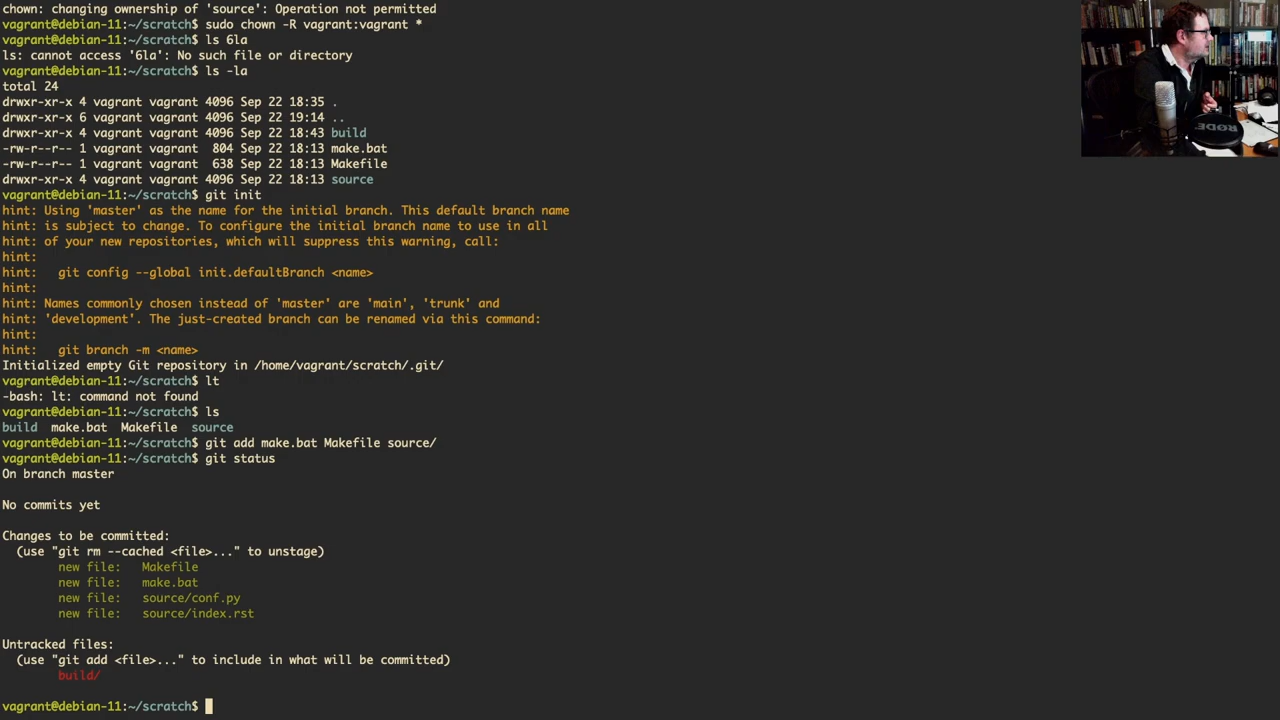 chown: changing ownership of 'source': Operation not permitted
vagrant@debian-11:~/scratch$ sudo chown -R vagrant:vagrant *
vagrant@debian-11:~/scratch$ ls 6la
ls: cannot access '6la': No such file or directory
vagrant@debian-11:~/scratch$ ls -la
total 24
drwxr-xr-x 4 vagrant vagrant 4096 Sep 22 18:35 .
drwxr-xr-x 6 vagrant vagrant 4096 Sep 22 19:14 ..
drwxr-xr-x 4 vagrant vagrant 4096 Sep 22 18:43 build
-rw-r--r-- 1 vagrant vagrant  804 Sep 22 18:13 make.bat
-rw-r--r-- 1 vagrant vagrant  638 Sep 22 18:13 Makefile
drwxr-xr-x 4 vagrant vagrant 4096 Sep 22 18:13 source
vagrant@debian-11:~/scratch$ git init
hint: Using 'master' as the name for the initial branch. This default branch name
hint: is subject to change. To configure the initial branch name to use in all
hint: of your new repositories, which will suppress this warning, call:
hint:
hint:   git config --global init.defaultBranch <name>
hint:
hint: Names commonly chosen instead of 'master' are 'main', 'trunk' and
hint: 'development'. The just-created branch can be renamed via this command:
hint:
hint:   git branch -m <name>
Initialized empty Git repository in /home/vagrant/scratch/.git/
vagrant@debian-11:~/scratch$ lt
-bash: lt: command not found
vagrant@debian-11:~/scratch$ ls
build  make.bat  Makefile  source
vagrant@debian-11:~/scratch$ git add make.bat Makefile source/
vagrant@debian-11:~/scratch$ git status
On branch master

No commits yet

Changes to be committed:
  (use "git rm --cached <file>..." to unstage)
        new file:   Makefile
        new file:   make.bat
        new file:   source/conf.py
        new file:   source/index.rst

Untracked files:
  (use "git add <file>..." to include in what will be committed)
        build/

vagrant@debian-11:~/scratch$
RØDE